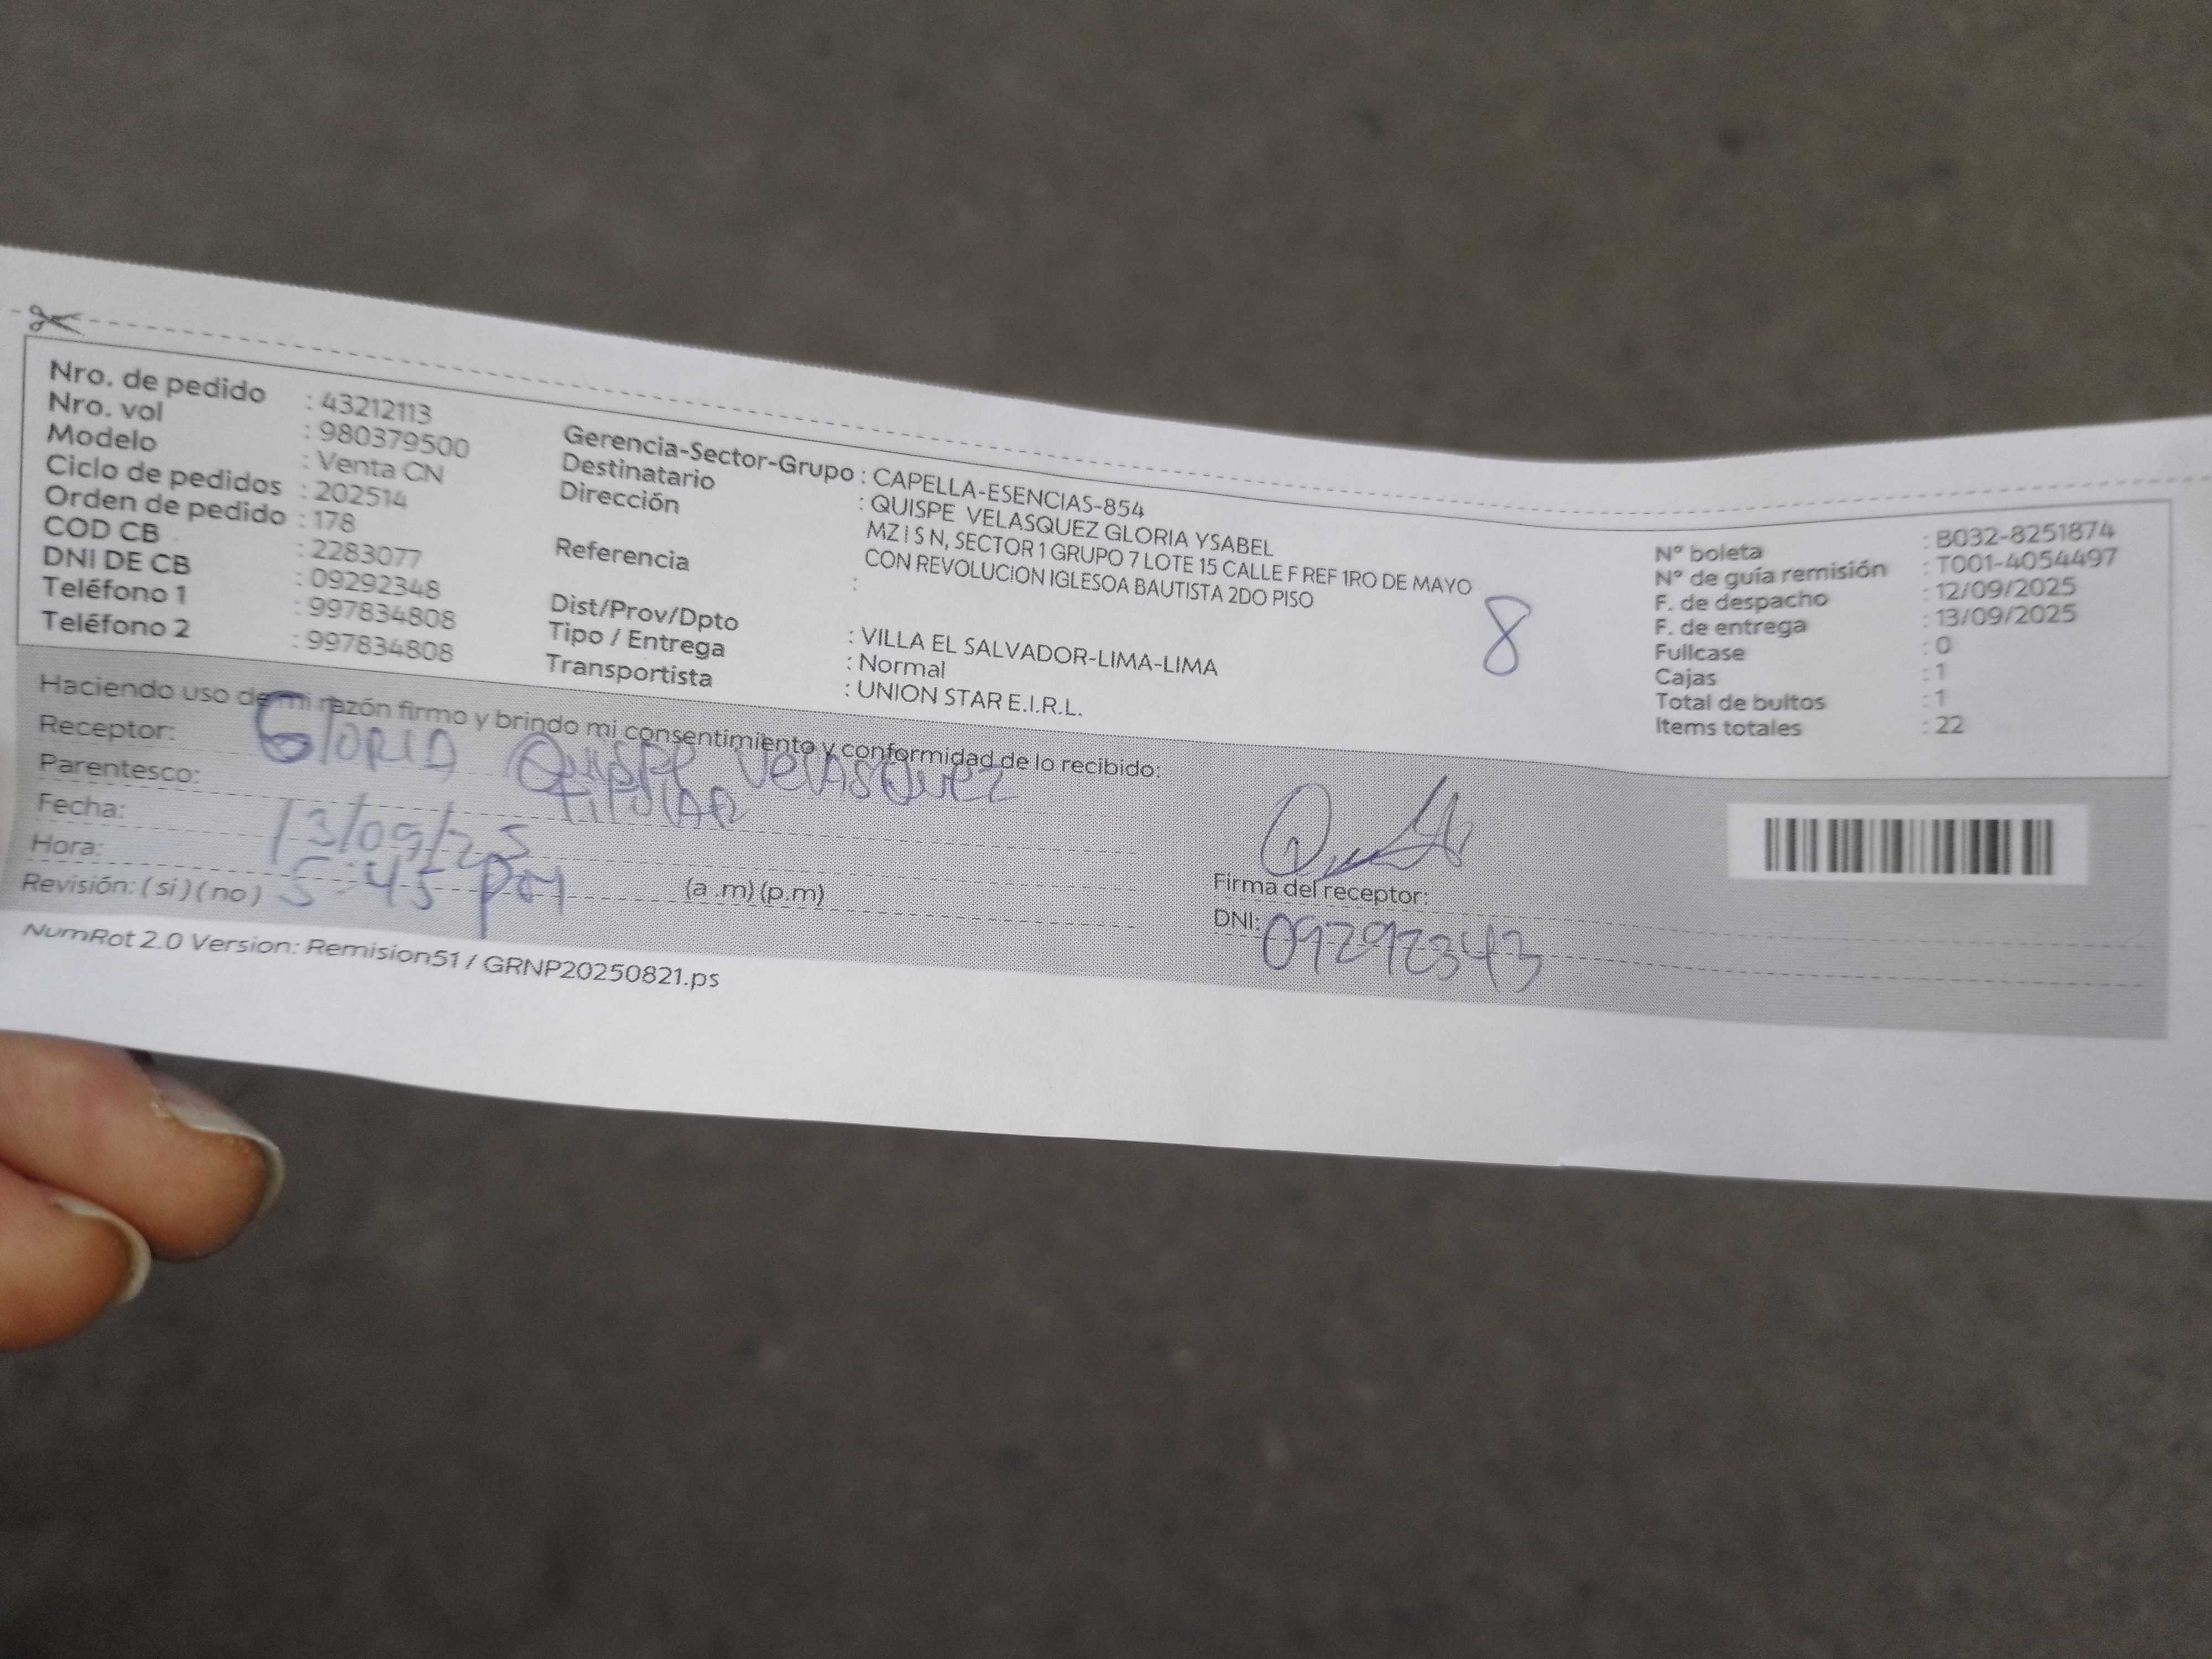 Nro. de pedido : 43212113
Nro. vol : 980379500
Modelo : Venta CN
Ciclo de pedidos : 202514
Orden de pedido : 178
COD CB : 2283077
DNI DE CB : 09292348
Teléfono 1 : 997834808
Teléfono 2 : 997834808
Gerencia-Sector-Grupo : CAPELLA-ESENCIAS-854
Destinatario : QUISPE VELASQUEZ GLORIA YSABEL
Dirección MZ I S N, SECTOR 1 GRUPO 7 LOTE 15 CALLE F REF 1RO DE MAYO
CON REVOLUCION IGLESOA BAUTISTA 2DO PISO
Referencia :
Dist/Prov/Dpto : VILLA EL SALVADOR-LIMA-LIMA
Tipo / Entrega : Normal
Transportista : UNION STAR E.I.R.L.
8
N° boleta : B032-8251874
N° de guía remisión : T001-4054497
F. de despacho : 12/09/2025
F. de entrega : 13/09/2025
Fullcase : 0
Cajas : 1
Total de bultos : 1
Items totales : 22
Haciendo uso de mi razón firmo y brindo mi consentimiento y conformidad de lo recibido:
Receptor: GloRIA Quispe VelASQuez
Parentesco: TiTulAR
Fecha: 13/09/25
Hora: 5:45 pm (a .m) (p.m)
Revisión: ( si ) ( no )
Firma del receptor:
DNI: 09292343
NumRot 2.0 Version: Remision51 / GRNP20250821.ps